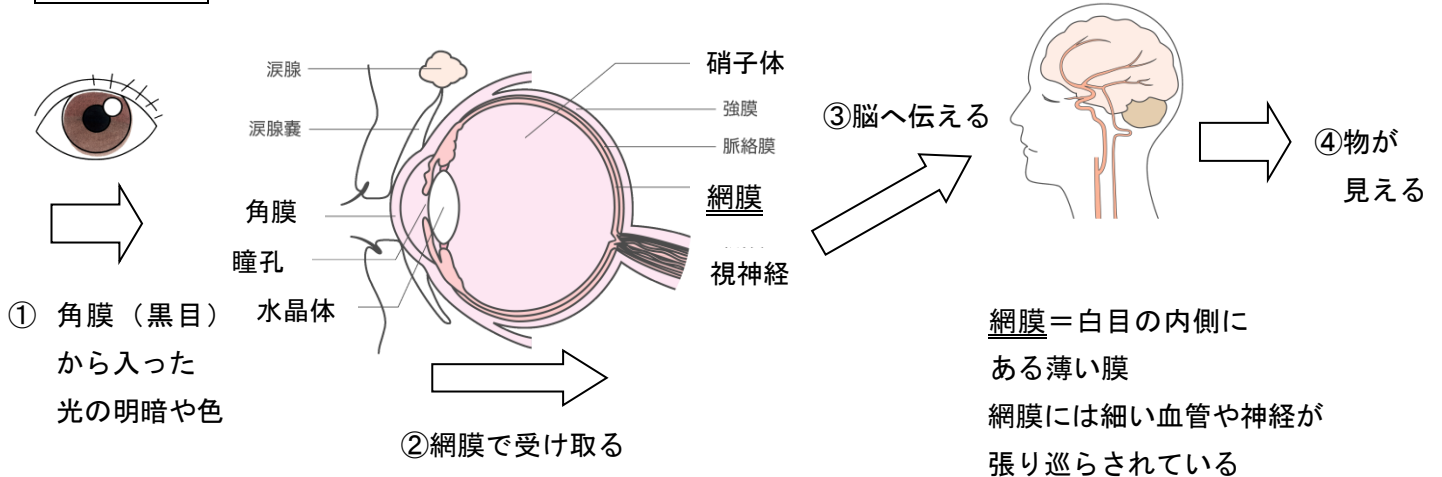 涙腺
涙腺嚢
角膜
瞳孔
水晶体
硝子体
強膜
脈絡膜
網膜
視神経
① 角膜（黒目）
から入った
光の明暗や色
②網膜で受け取る
③脳へ伝える
④物が
見える
網膜＝白目の内側に
ある薄い膜
網膜には細い血管や神経が
張り巡らされている